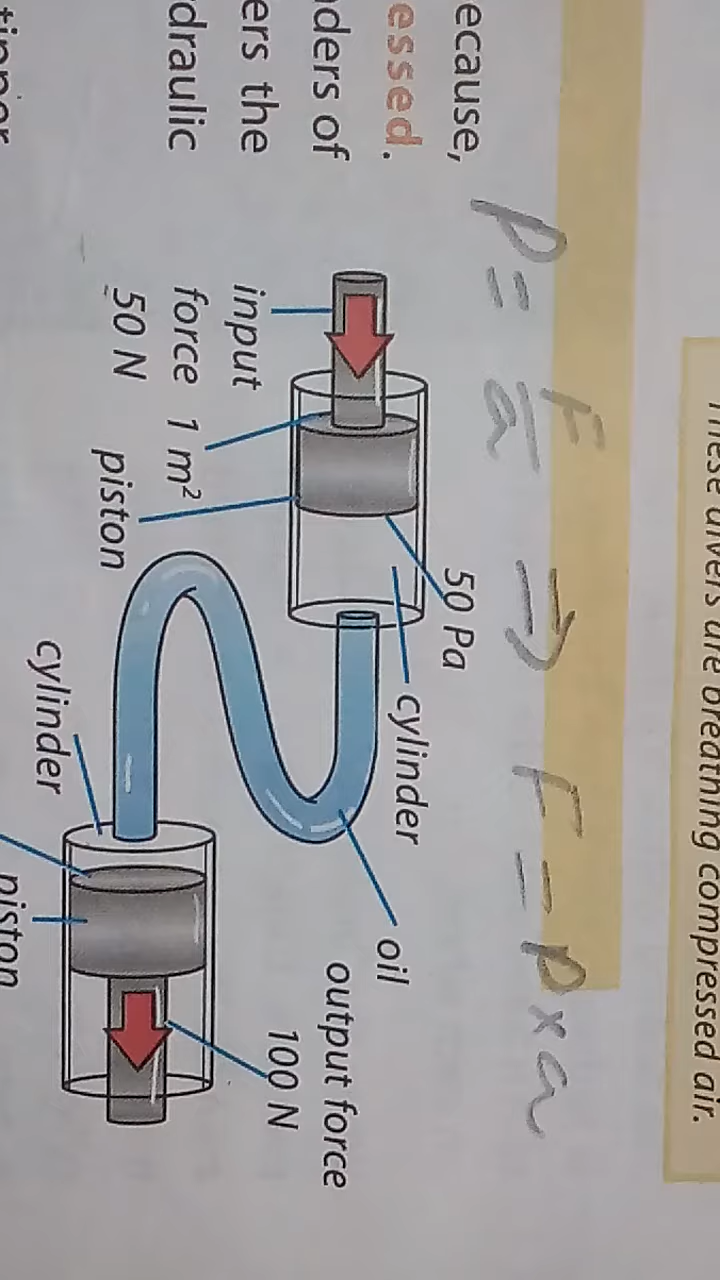 These divers are breathing compressed air.
p = F/a → F = p x a
ecause,
essed.
ders of
ers the
draulic
50 Pa
cylinder
oil
input
force
50 N
1 m²
piston
output force
100 N
cylinder
piston